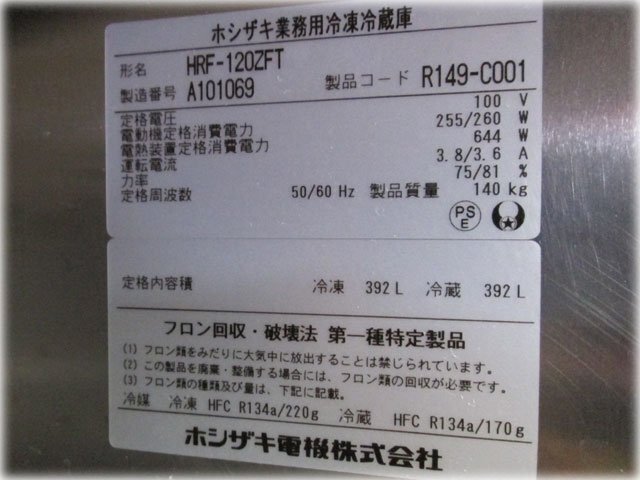 ホシザキ業務用冷凍冷蔵庫
形名 HRF-120ZFT
製造番号 A101069 製品コード R149-C001
定格電圧 100 V
電動機定格消費電力 255/260 W
電熱装置定格消費電力 644 W
運転電流 3.8/3.6 A
力率 75/81 %
定格周波数 50/60 Hz 製品質量 140 kg
PS
E
定格内容積 冷凍 392 L 冷蔵 392 L
フロン回収・破壊法 第一種特定製品
(1) フロン類をみだりに大気中に放出することは禁じられています。
(2) この製品を廃棄・整備する場合には、フロン類の回収が必要です。
(3) フロン類の種類及び量は、下記に記載。
冷媒 冷凍 HFC R134a/220g 冷蔵 HFC R134a/170g
ホシザキ電機株式会社